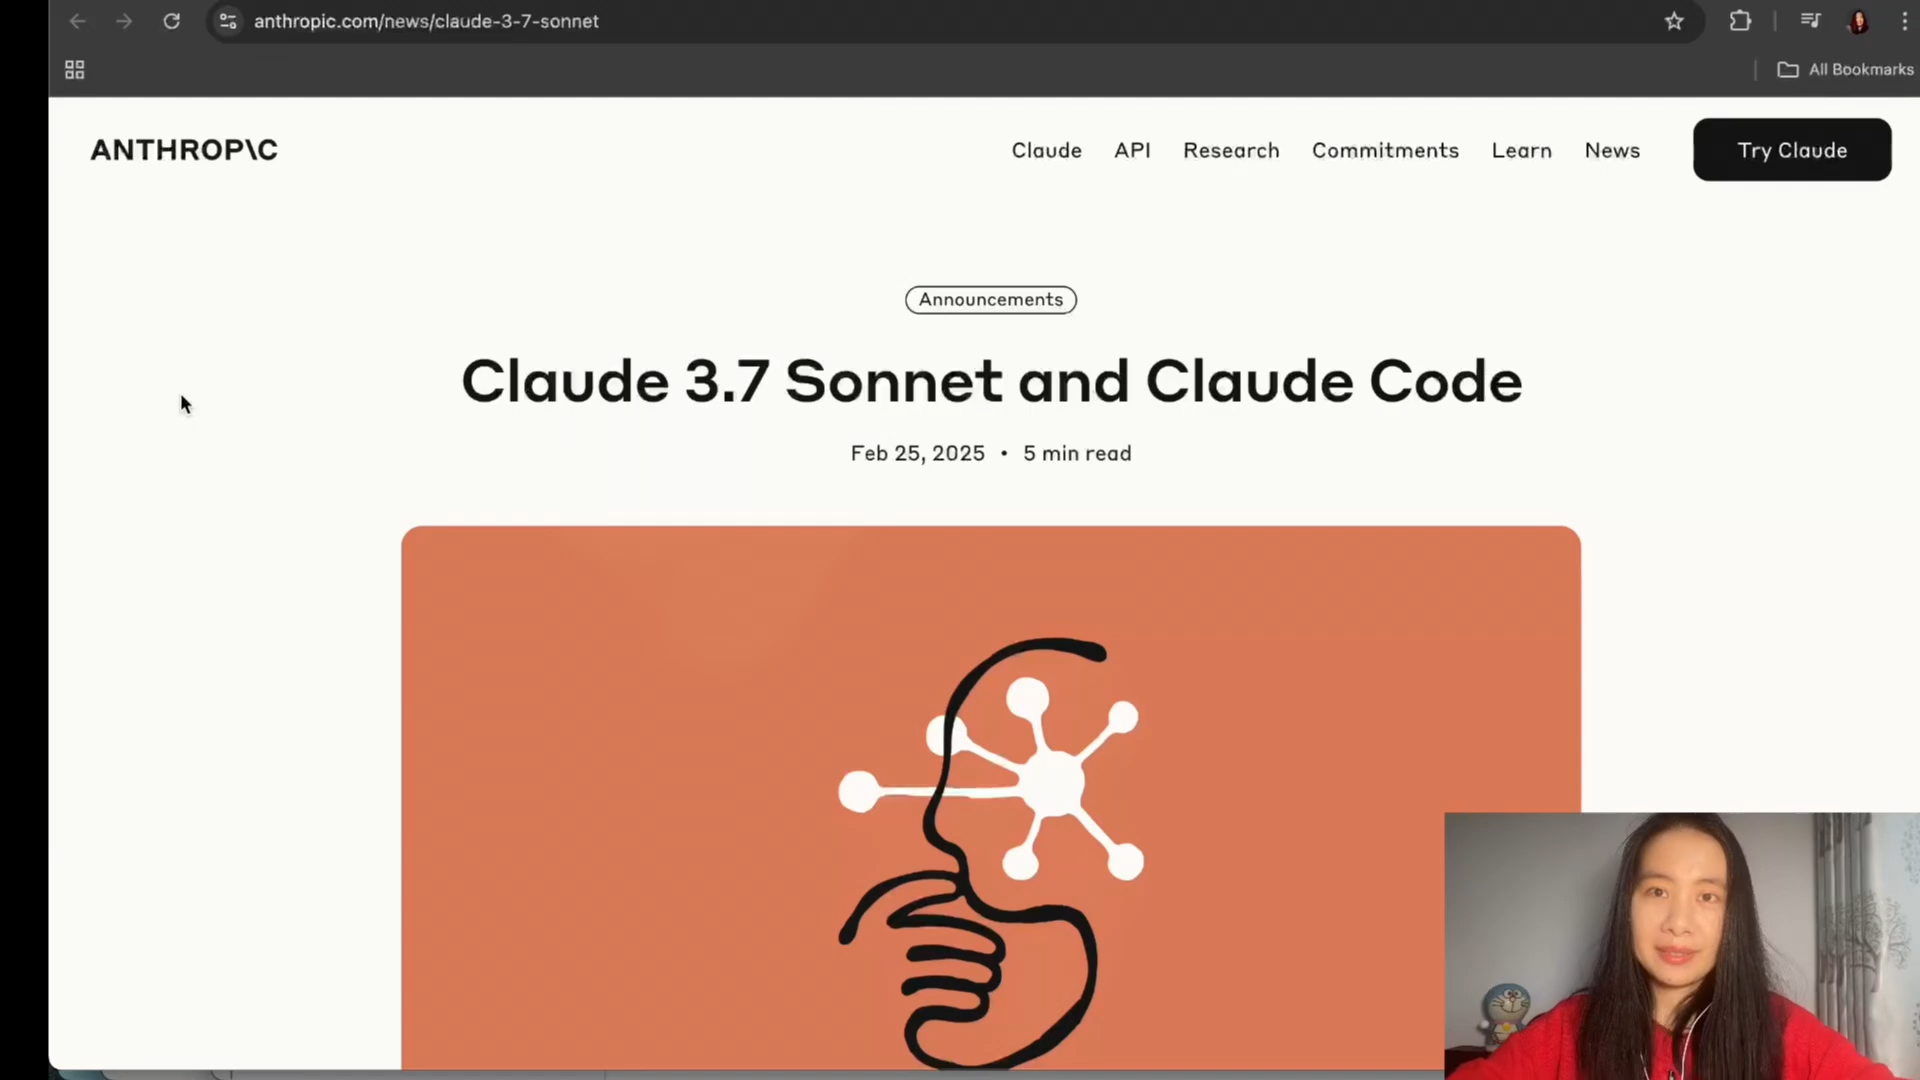 anthropic.com/news/claude-3-7-sonnet
All Bookmarks
ANTHROP\C
Claude
API
Research
Commitments
Learn
News
Try Claude
Announcements
Claude 3.7 Sonnet and Claude Code
Feb 25, 2025 • 5 min read